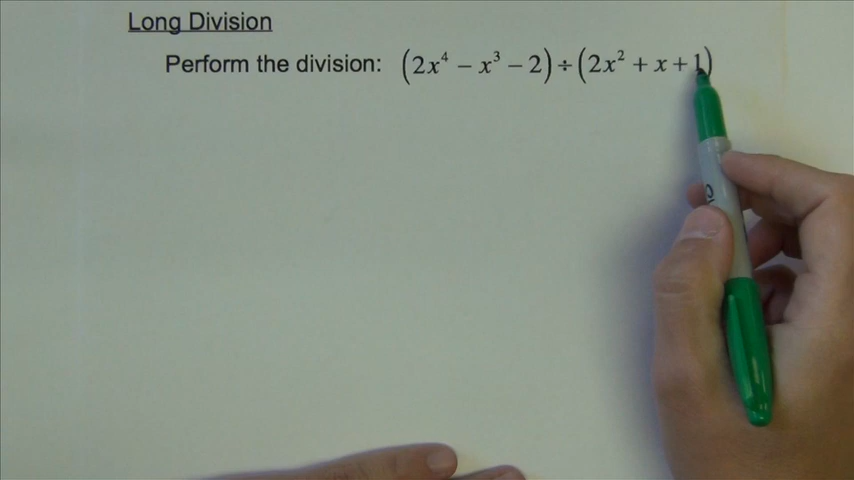 Long Division
Perform the division: (2x⁴ − x³ − 2) ÷ (2x² + x + 1)